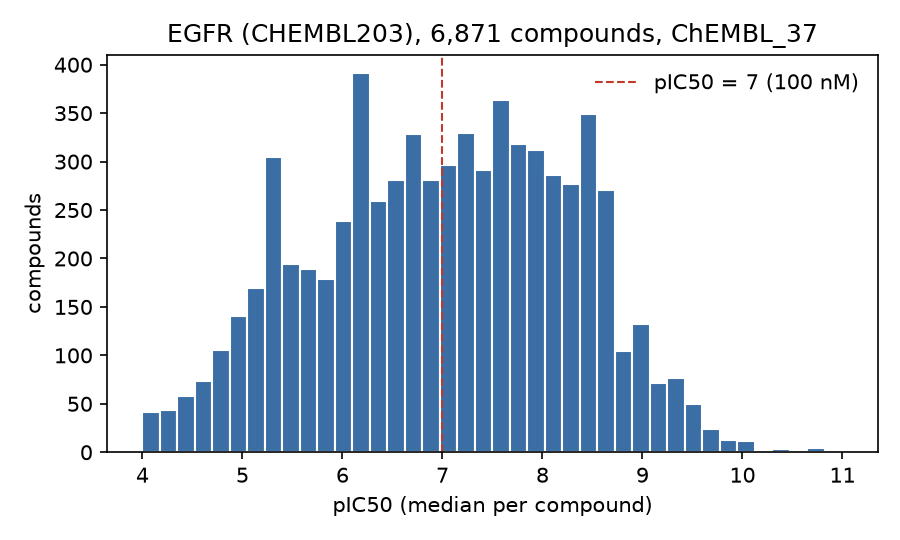 EGFR (CHEMBL203), 6,871 compounds, ChEMBL_37
pIC50 = 7 (100 nM)
compounds
400
350
300
250
200
150
100
50
0
4 5 6 7 8 9 10 11
pIC50 (median per compound)